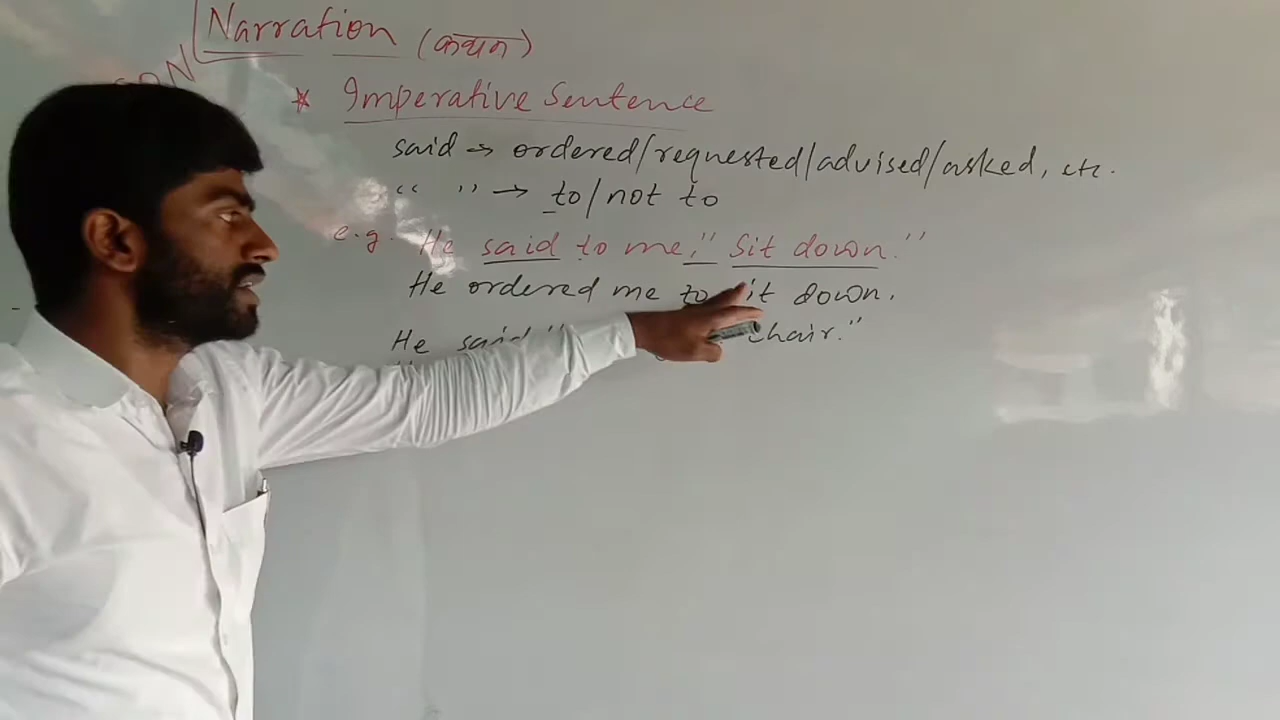 Narration (कथन)
* Imperative Sentence
said → ordered/requested/advised/asked, etc.
“ ” → to/not to
e.g. He said to me," Sit down."
He ordered me to sit down.
He said " chair."